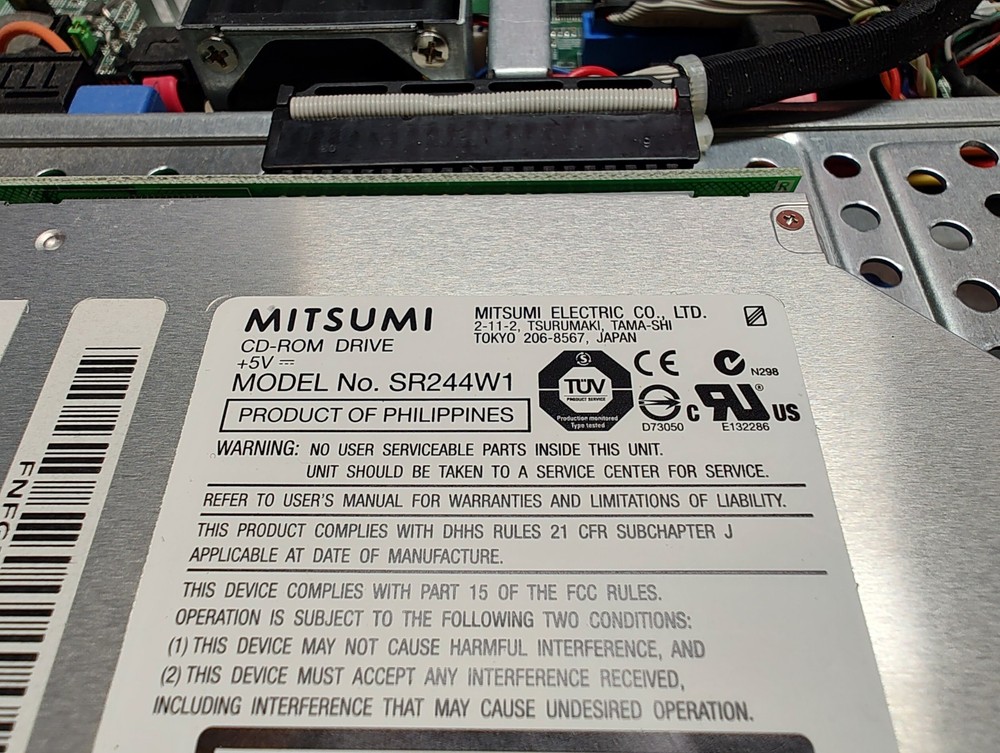 R
MITSUMI
CD-ROM DRIVE
+5V
MODEL No. SR244W1
PRODUCT OF PHILIPPINES
MITSUMI ELECTRIC CO., LTD.
2-11-2, TSURUMAKI, TAMA-SHI
TOKYO 206-8567, JAPAN
S
TÜV
PRODUCT SERVICE
Production monitored
Type tested
CE
N298
D73050
c RU ® US
E132286
WARNING: NO USER SERVICEABLE PARTS INSIDE THIS UNIT.
UNIT SHOULD BE TAKEN TO A SERVICE CENTER FOR SERVICE.
REFER TO USER'S MANUAL FOR WARRANTIES AND LIMITATIONS OF LIABILITY.
THIS PRODUCT COMPLIES WITH DHHS RULES 21 CFR SUBCHAPTER J
APPLICABLE AT DATE OF MANUFACTURE.
THIS DEVICE COMPLIES WITH PART 15 OF THE FCC RULES.
OPERATION IS SUBJECT TO THE FOLLOWING TWO CONDITIONS:
(1) THIS DEVICE MAY NOT CAUSE HARMFUL INTERFERENCE, AND
(2) THIS DEVICE MUST ACCEPT ANY INTERFERENCE RECEIVED,
INCLUDING INTERFERENCE THAT MAY CAUSE UNDESIRED OPERATION.